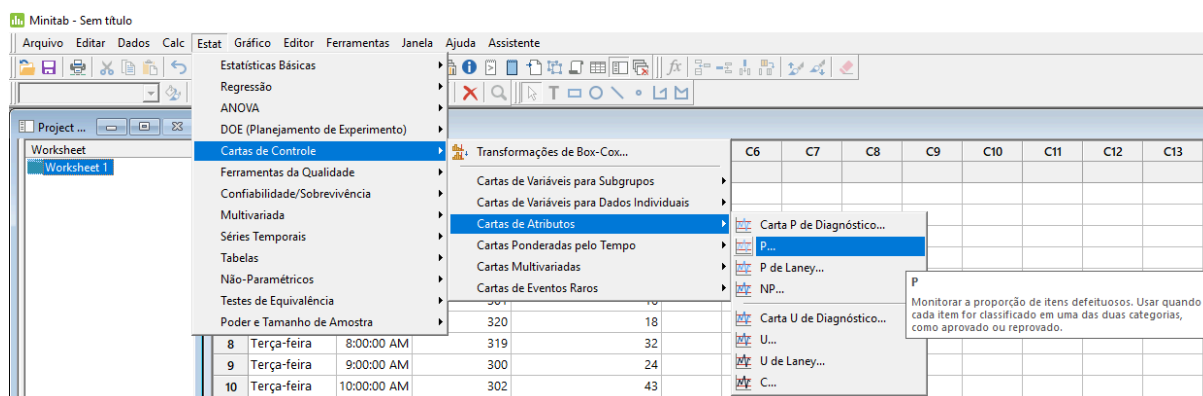 Minitab - Sem título
Arquivo Editar Dados Calc Estat Gráfico Editor Ferramentas Janela Ajuda Assistente
Project ...
Worksheet
Worksheet 1
Estatísticas Básicas
Regressão
ANOVA
DOE (Planejamento de Experimento)
Cartas de Controle
Ferramentas da Qualidade
Confiabilidade/Sobrevivência
Multivariada
Séries Temporais
Tabelas
Não-Paramétricos
Testes de Equivalência
Poder e Tamanho de Amostra
Transformações de Box-Cox...
Cartas de Variáveis para Subgrupos
Cartas de Variáveis para Dados Individuais
Cartas de Atributos
Cartas Ponderadas pelo Tempo
Cartas Multivariadas
Cartas de Eventos Raros
Carta P de Diagnóstico...
P...
P de Laney...
NP...
Carta U de Diagnóstico...
U...
U de Laney...
C...
P
Monitorar a proporção de itens defeituosos. Usar quando
cada item for classificado em uma das duas categorias,
como aprovado ou reprovado.
C6 C7 C8 C9 C10 C11 C12 C13
320 18
8 Terça-feira 8:00:00 AM 319 32
9 Terça-feira 9:00:00 AM 300 24
10 Terça-feira 10:00:00 AM 302 43